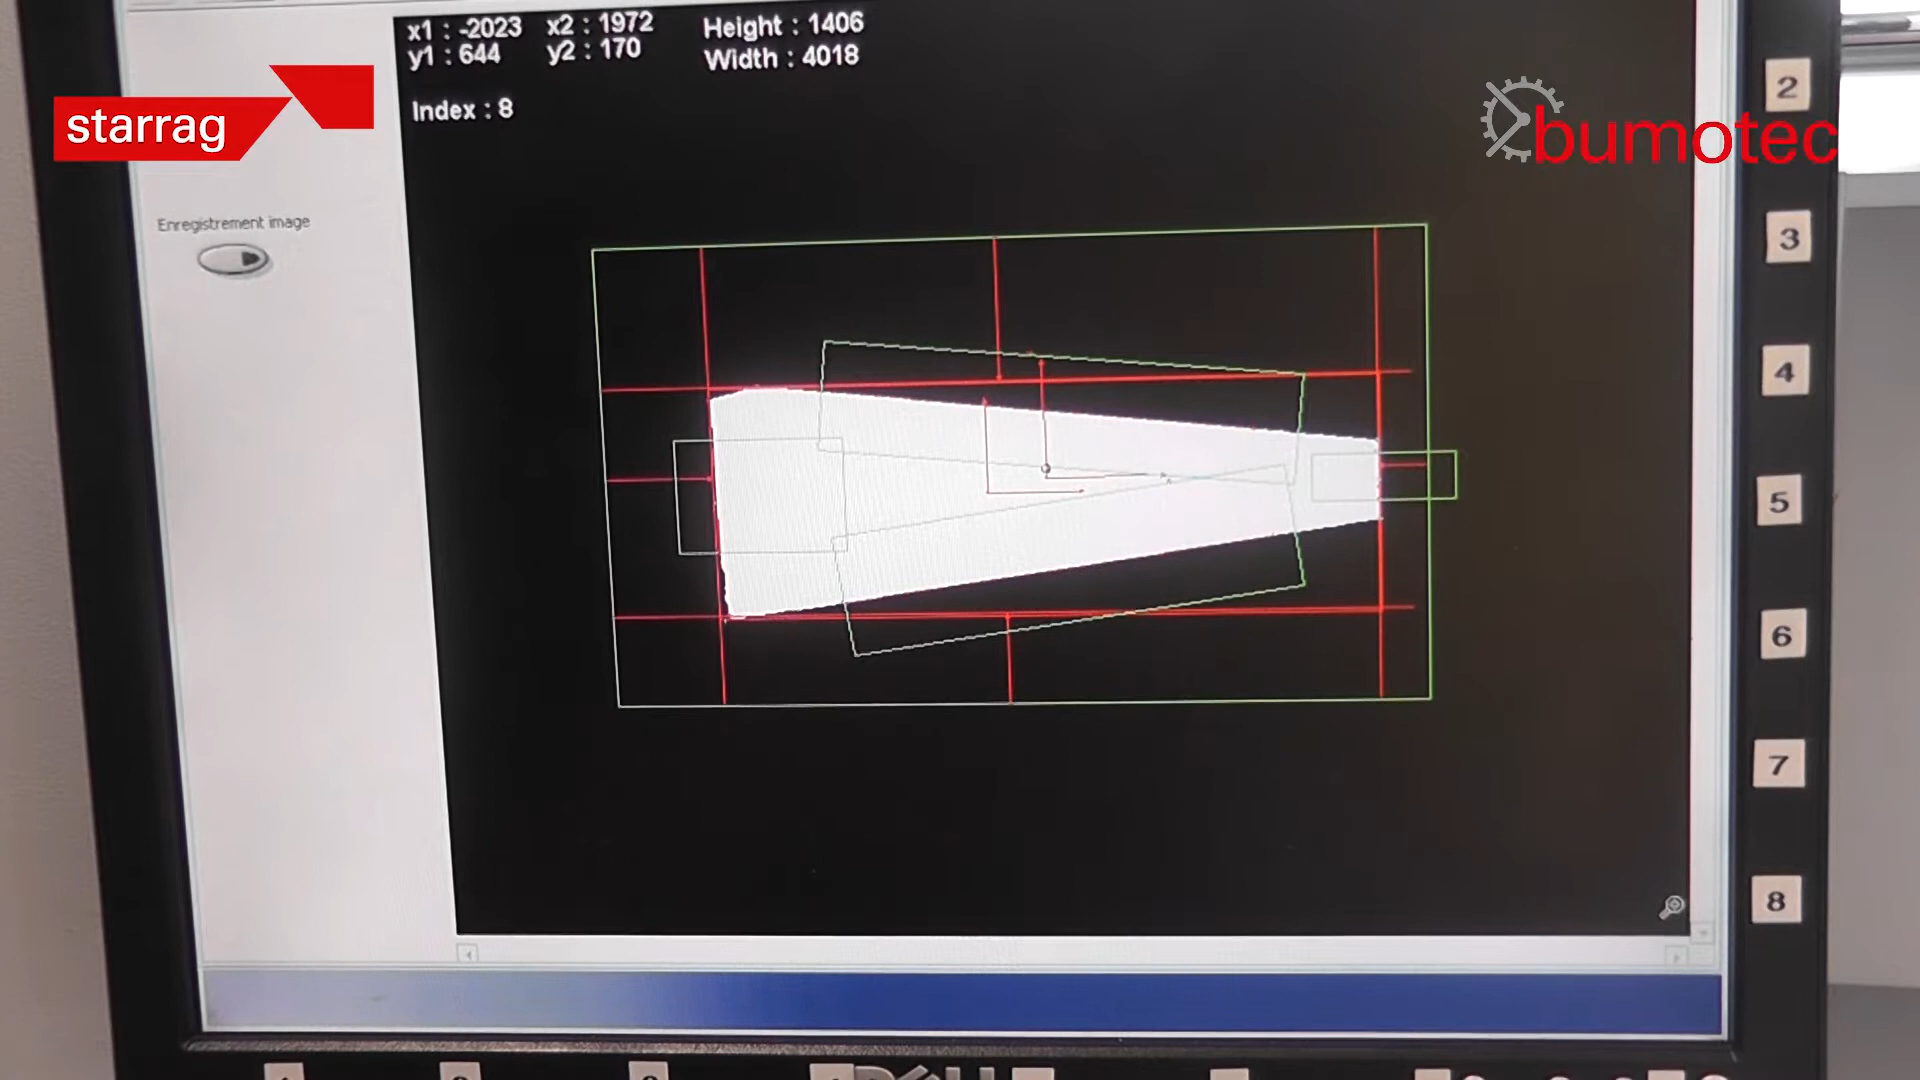 x1 : -2023 x2 : 1972 Height : 1406
y1 : 644 y2 : 170 Width : 4018
Index : 8
starrag
bumotec
Enregistrement image
2
3
4
5
6
7
8